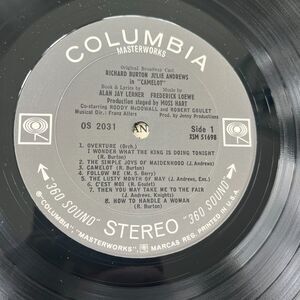 COLUMBIA
MASTERWORKS
Original Broadway Cast
RICHARD BURTON JULIE ANDREWS
in "CAMELOT"
Book & Lyrics by Music by
ALAN JAY LERNER FREDERICK LOEWE
Production staged by MOSS HART
Co-starring RODDY McDOWALL and ROBERT GOULET
Musical Dir: Franz Allers Prod. by Jenny Productions
OS 2031
Side 1
XSM 51698
1 - OVERTURE (Orch.)
I WONDER WHAT THE KING IS DOING TONIGHT
(R. Burton)
2 - THE SIMPLE JOYS OF MAIDENHOOD (J. Andrews)
3 - CAMELOT (R. Burton)
4 - FOLLOW ME (M. S. Berry)
5 - THE LUSTY MONTH OF MAY (J. Andrews, Ens.)
6 - C'EST MOI (R. Goulet)
7 - THEN YOU MAY TAKE ME TO THE FAIR
(J. Andrews, Knights)
8 - HOW TO HANDLE A WOMAN
(R. Burton)
"360 SOUND" STEREO "360 SOUND"
® "COLUMBIA", "MASTERWORKS", MARCAS REG. PRINTED IN U.S.A.